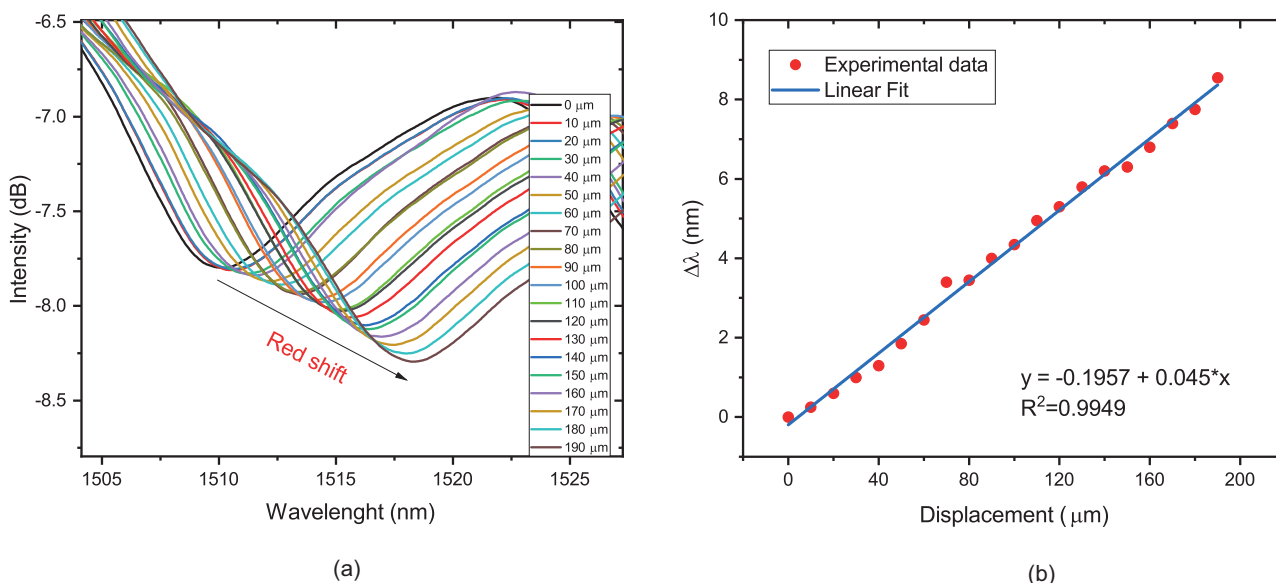 -6.5
-7.0
-7.5
-8.0
-8.5
Intensity (dB)
1505
1510
1515
1520
1525
Wavelenght (nm)
Red shift
0 μm
10 μm
20 μm
30 μm
40 μm
50 μm
60 μm
70 μm
80 μm
90 μm
100 μm
110 μm
120 μm
130 μm
140 μm
150 μm
160 μm
170 μm
180 μm
190 μm
(a)
10
8
6
4
2
0
Δλ (nm)
Experimental data
Linear Fit
y = -0.1957 + 0.045*x
R²=0.9949
0
40
80
120
160
200
Displacement ( μm)
(b)